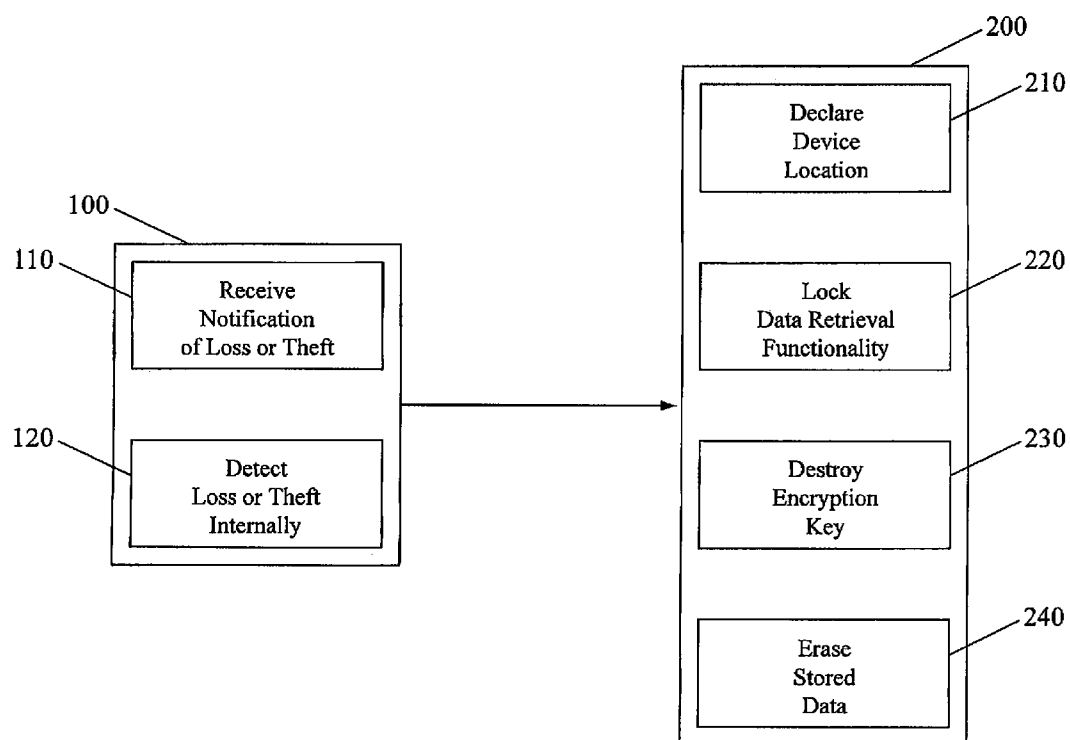 100
110
Receive
Notification
of Loss or Theft
120
Detect
Loss or Theft
Internally
200
210
Declare
Device
Location
220
Lock
Data Retrieval
Functionality
230
Destroy
Encryption
Key
240
Erase
Stored
Data